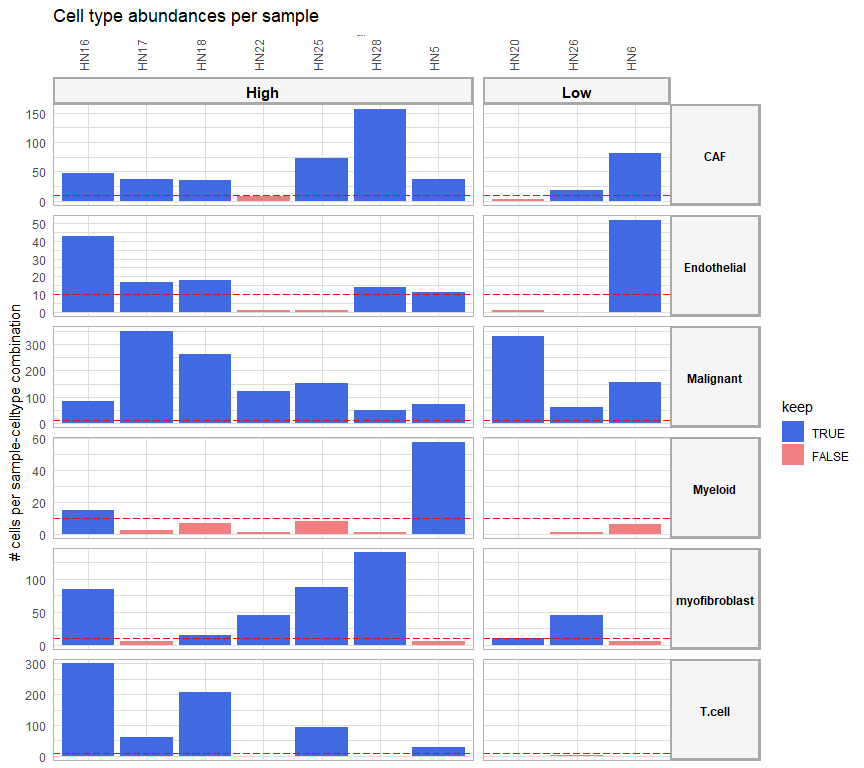 Cell type abundances per sample
HN16 HN17 HN18 HN22 HN25 HN28 HN5 HN20 HN26 HN6
High Low
150
100
50
0
CAF
50
40
30
20
10
0
Endothelial
300
200
100
0
Malignant
60
40
20
0
Myeloid
100
50
0
myofibroblast
300
200
100
0
T.cell
# cells per sample-celltype combination
keep
TRUE
FALSE